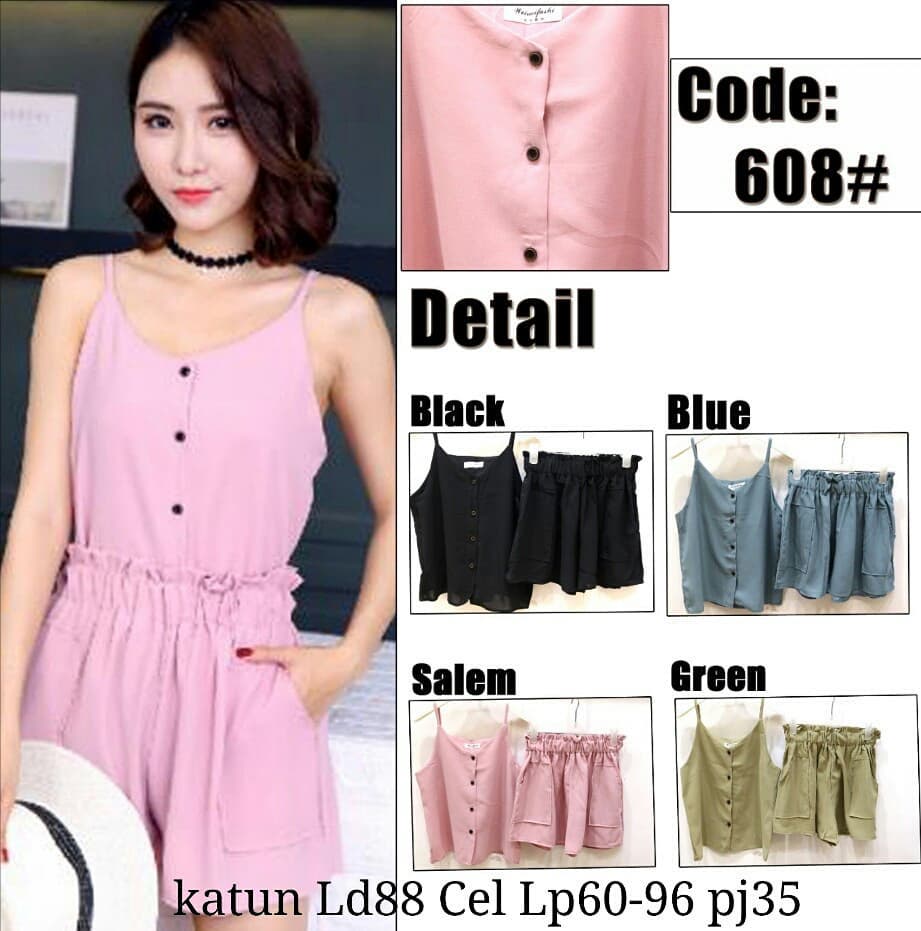 Code:
608#
Detail
Black
Blue
Salem
Green
katun Ld88 Cel Lp60-96 pj35